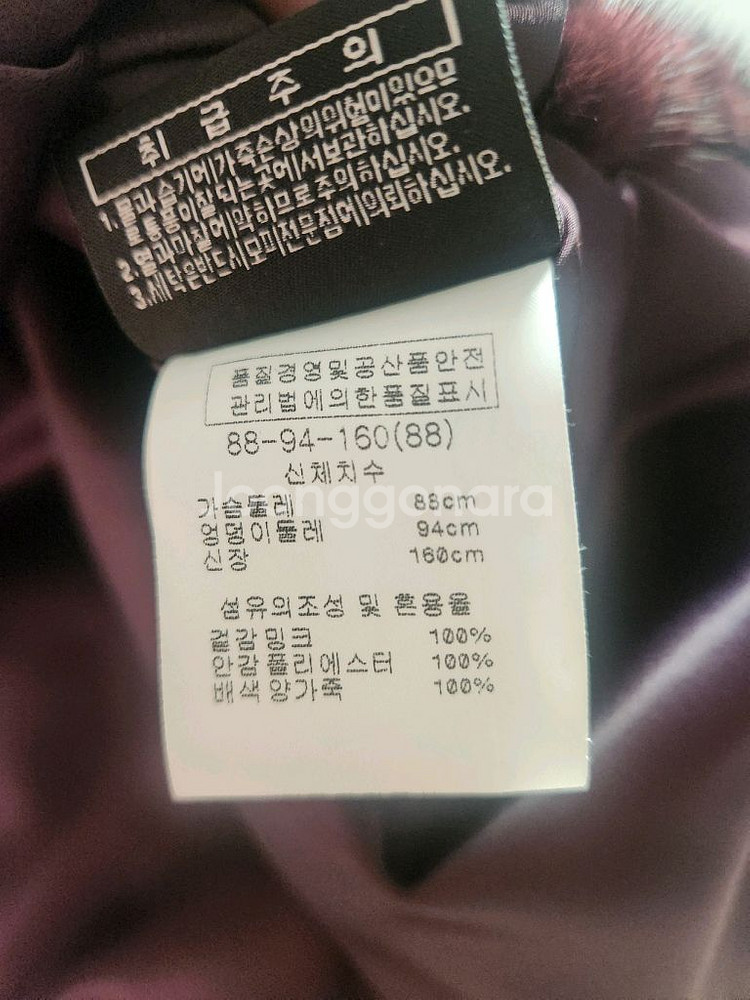 취급주의
1. 물과습기에가죽손상의위험이있으므
로통풍이잘되는곳에서보관하십시오.
2. 열과마찰에약하므로주의하십시오.
3. 세탁은반드시모피전문점에의뢰하십시오.
품질경영및공산품안전
관리법에의한품질표시
88-94-160(88)
신체치수
가슴둘레 88cm
엉덩이둘레 94cm
신장 160cm
섬유의조성 및 혼용율
겉감밍크 100%
안감폴리에스터 100%
배색양가죽 100%
joonggonara